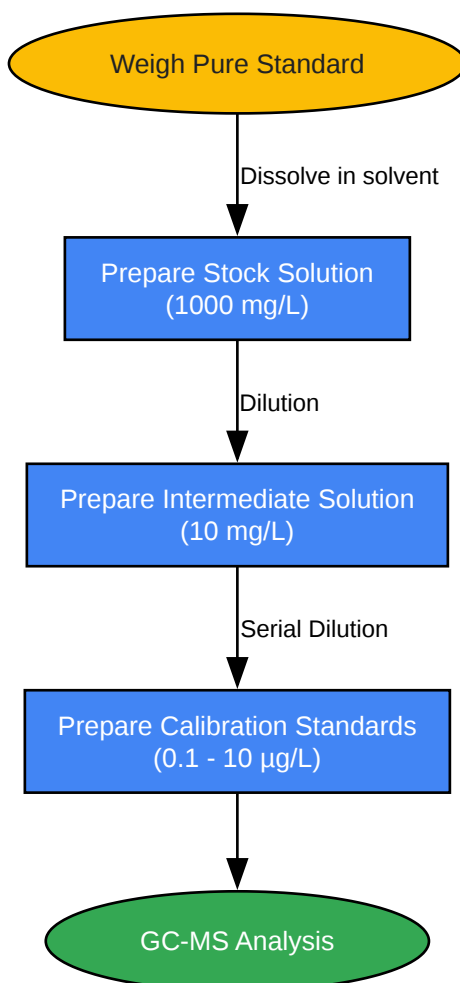 Weigh Pure Standard
Dissolve in solvent
Prepare Stock Solution
(1000 mg/L)
Dilution
Prepare Intermediate Solution
(10 mg/L)
Serial Dilution
Prepare Calibration Standards
(0.1 - 10 µg/L)
GC-MS Analysis